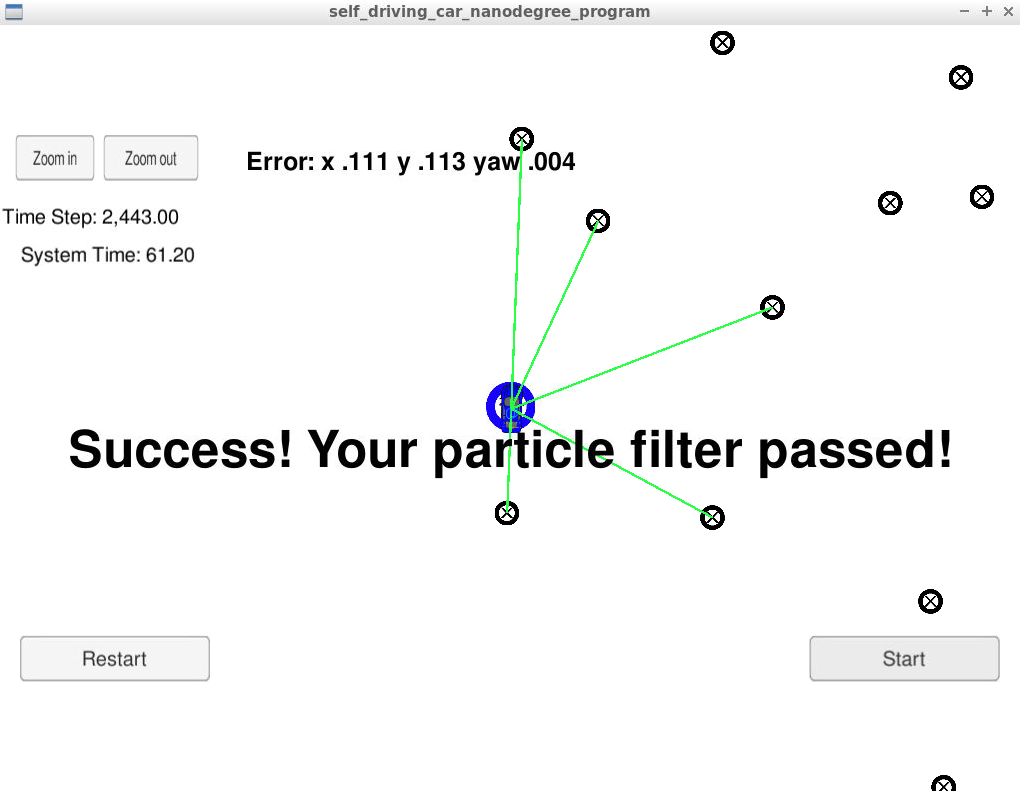 self_driving_car_nanodegree_program
Zoom in
Zoom out
Error: x .111 y .113 yaw .004
Time Step: 2,443.00
System Time: 61.20
Success! Your particle filter passed!
Restart
Start